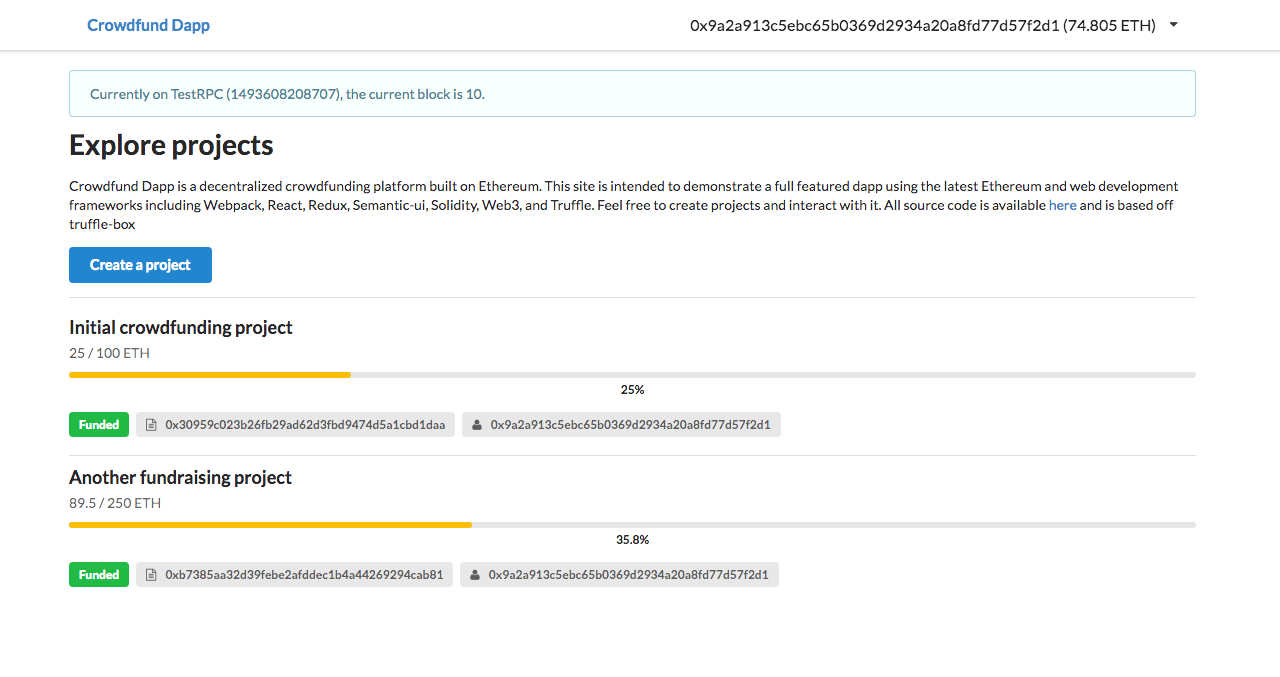 Crowdfund Dapp
0x9a2a913c5ebc65b0369d2934a20a8fd77d57f2d1 (74.805 ETH)
Currently on TestRPC (1493608208707), the current block is 10.
Explore projects
Crowdfund Dapp is a decentralized crowdfunding platform built on Ethereum. This site is intended to demonstrate a full featured dapp using the latest Ethereum and web development
frameworks including Webpack, React, Redux, Semantic-ui, Solidity, Web3, and Truffle. Feel free to create projects and interact with it. All source code is available here and is based off
truffle-box
Create a project
Initial crowdfunding project
25 / 100 ETH
25%
Funded 0x30959c023b26fb29ad62d3fbd9474d5a1cbd1daa 0x9a2a913c5ebc65b0369d2934a20a8fd77d57f2d1
Another fundraising project
89.5 / 250 ETH
35.8%
Funded 0xb7385aa32d39febe2afddec1b4a44269294cab81 0x9a2a913c5ebc65b0369d2934a20a8fd77d57f2d1